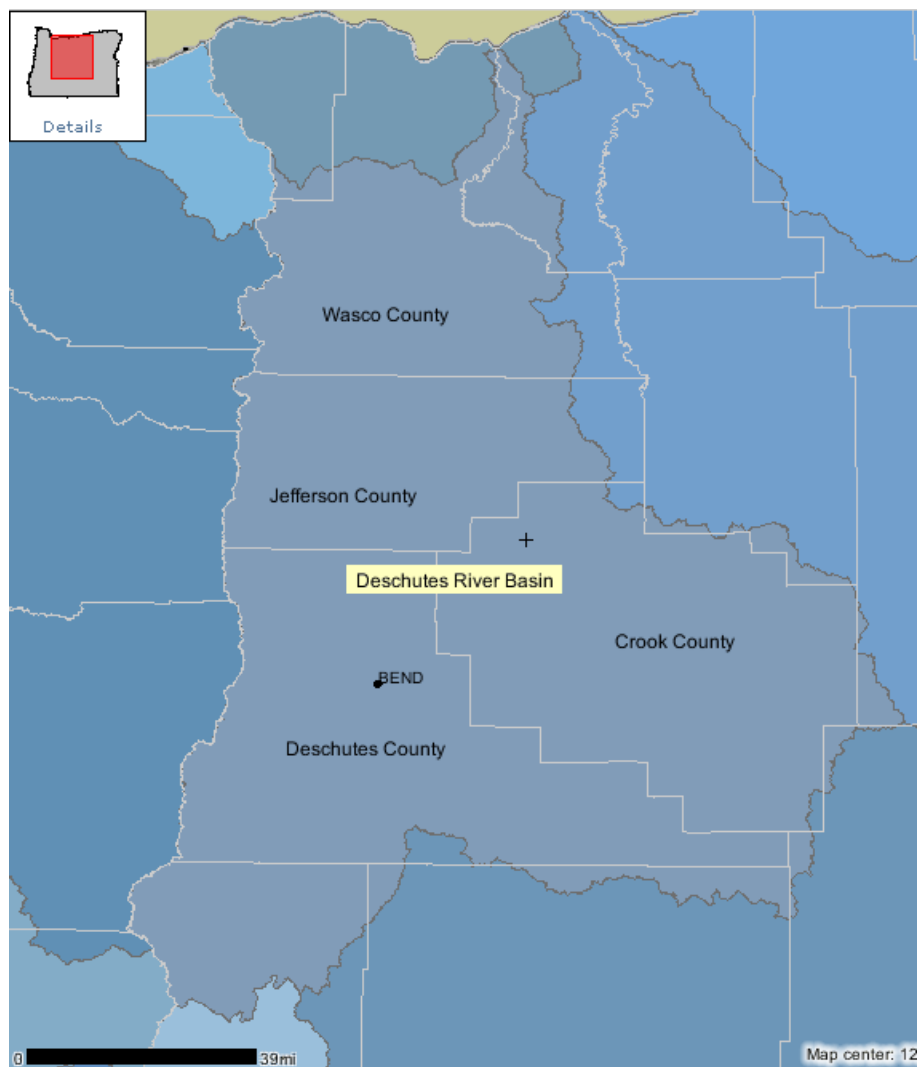 Details
Wasco County
Jefferson County
Deschutes River Basin
Crook County
BEND
Deschutes County
0 39mi
Map center: 12